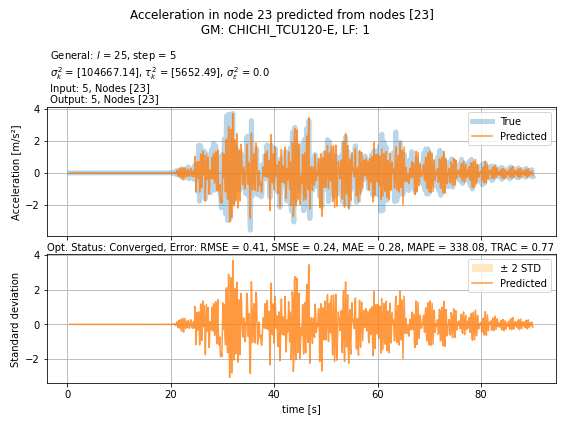 Acceleration in node 23 predicted from nodes [23]
GM: CHICHI_TCU120-E, LF: 1
General: l = 25, step = 5
σ²ₖ = [104667.14], τ²ₖ = [5652.49], σ²ε = 0.0
Input: 5, Nodes [23]
Output: 5, Nodes [23]
Acceleration [m/s²]
4
2
0
−2
True
Predicted
Opt. Status: Converged, Error: RMSE = 0.41, SMSE = 0.24, MAE = 0.28, MAPE = 338.08, TRAC = 0.77
Standard deviation
4
2
0
−2
± 2 STD
Predicted
0 20 40 60 80
time [s]